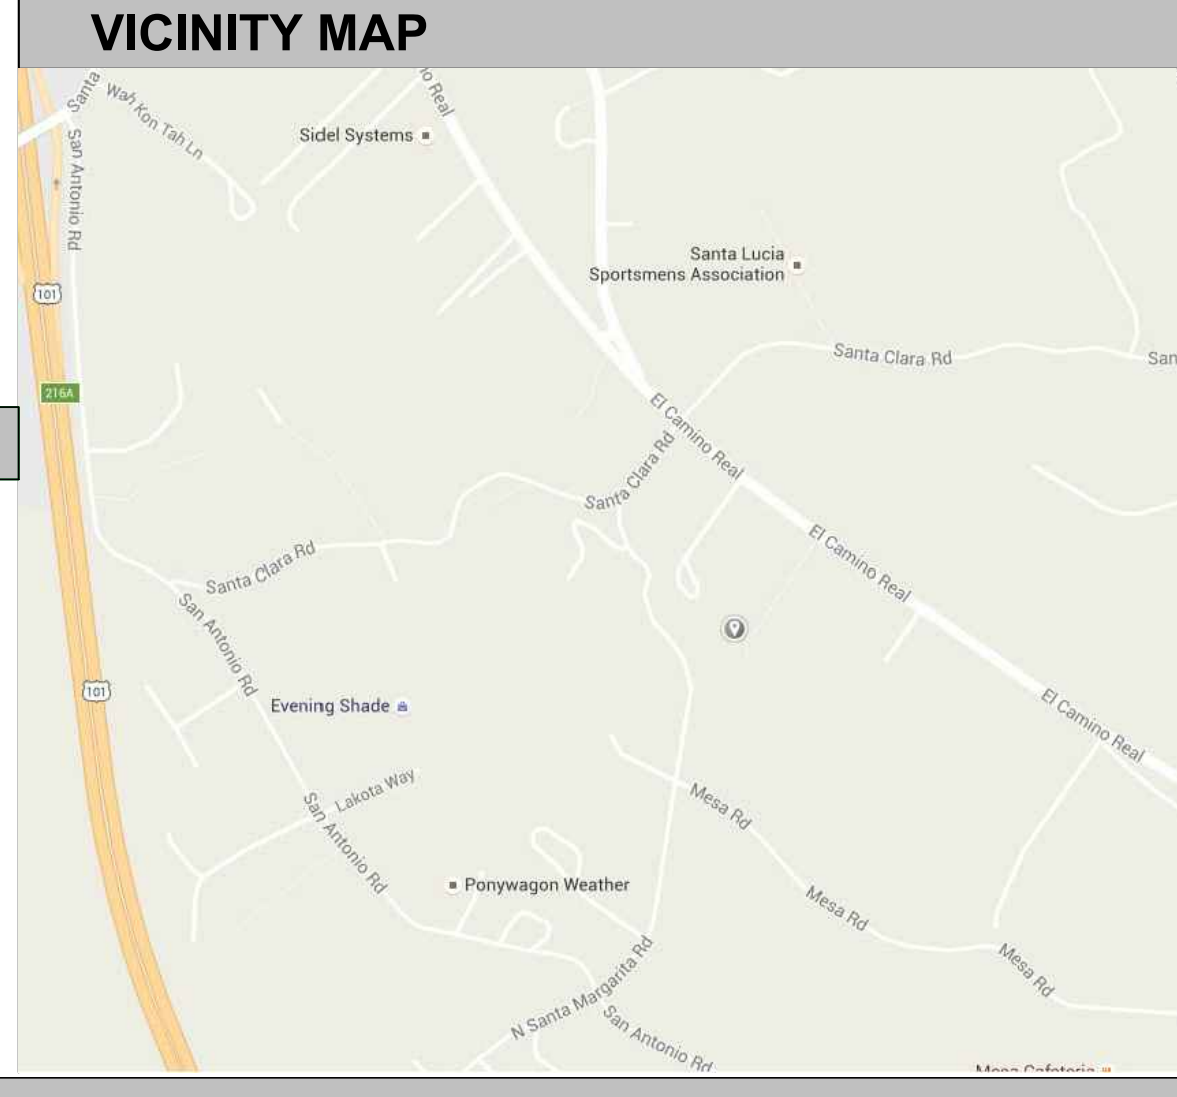 VICINITY MAP
Santa
Wah Kon Tah Ln
San Antonio Rd
Real
Sidel Systems
Santa Lucia
Sportsmens Association
101
216A
Santa Clara Rd
San
El Camino Real
Santa Clara Rd
El Camino Real
Santa Clara Rd
San Antonio Rd
101
Evening Shade
El Camino Real
Lakota Way
Mesa Rd
San Antonio Rd
Ponywagon Weather
Mesa Rd
Mesa Rd
N Santa Margarita Rd
San Antonio Rd